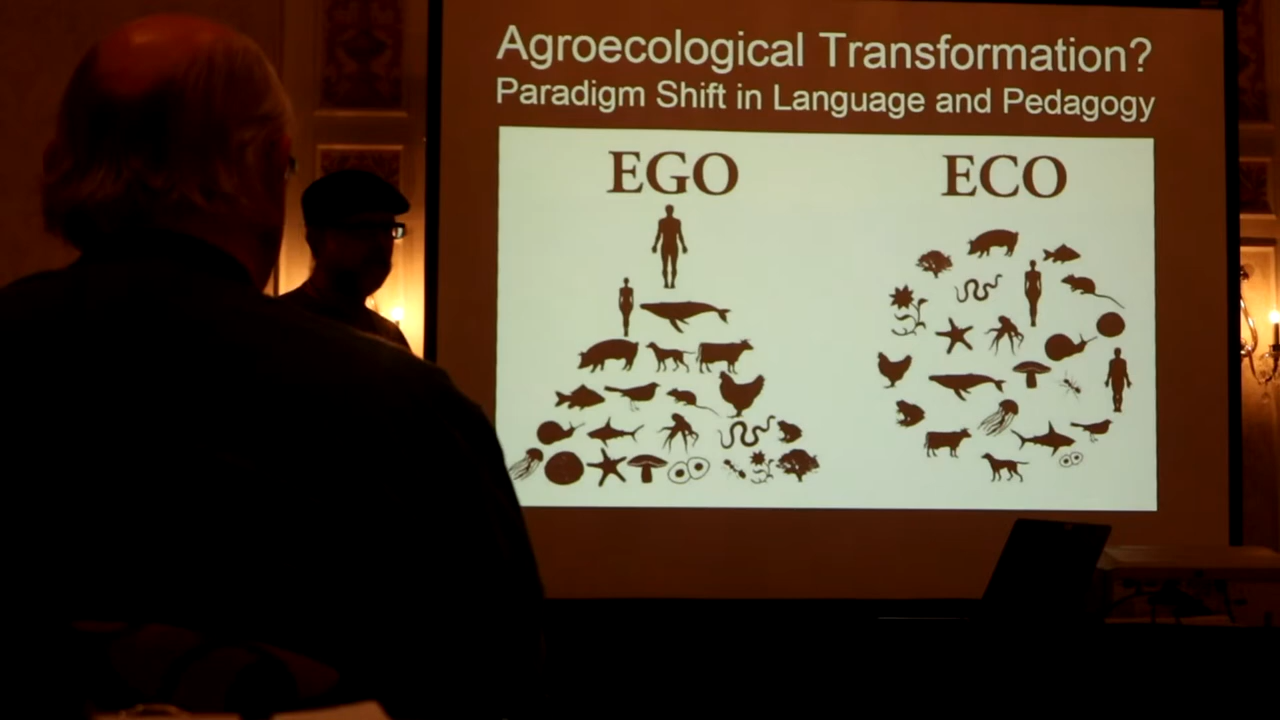 Agroecological Transformation?
Paradigm Shift in Language and Pedagogy
EGO
ECO